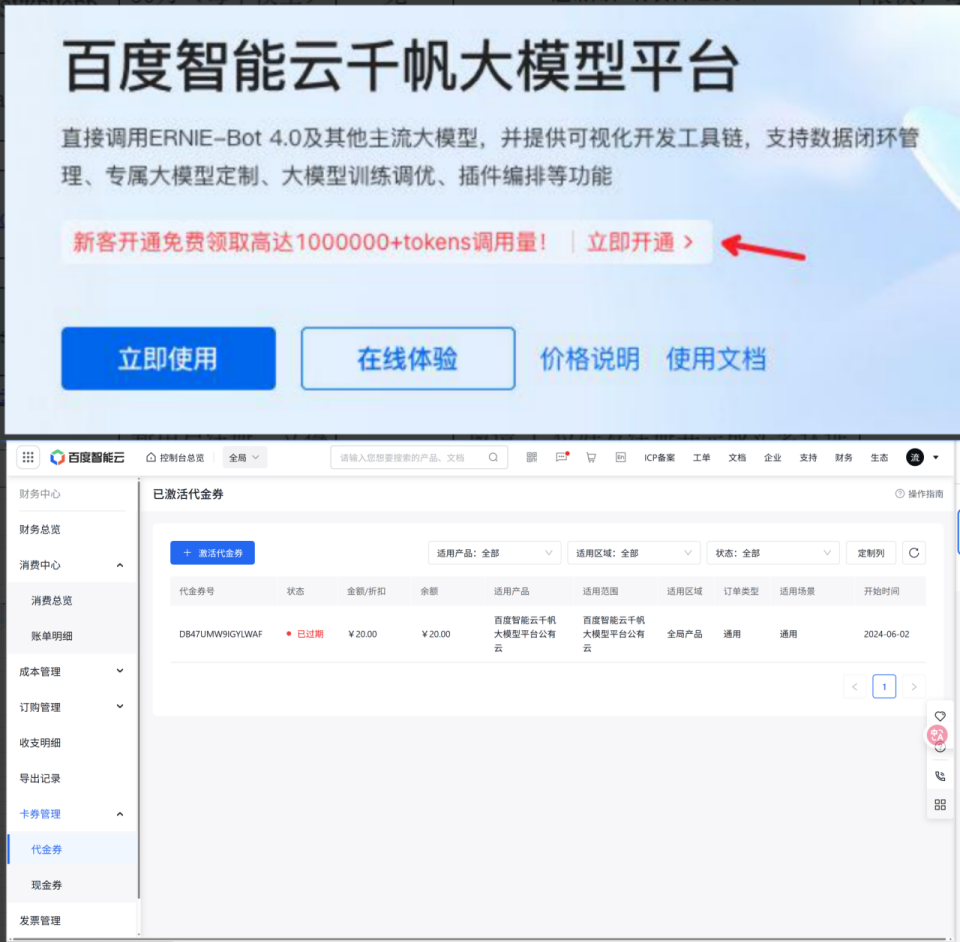 百度智能云千帆大模型平台
直接调用ERNIE-Bot 4.0及其他主流大模型，并提供可视化开发工具链，支持数据闭环管
理、专属大模型定制、大模型训练调优、插件编排等功能
新客开通免费领取高达1000000+tokens调用量！ 立即开通 >
立即使用 在线体验 价格说明 使用文档
百度智能云 控制台总览 全局 请输入您想要搜索的产品、文档 ICP备案 工单 文档 企业 支持 财务 生态 流
财务中心 已激活代金券 操作指南
财务总览
+ 激活代金券 适用产品：全部 适用区域：全部 状态：全部 定制列
消费中心
代金券号 状态 金额/折扣 余额 适用产品 适用范围 适用区域 订单类型 适用场景 开始时间
消费总览
百度智能云千帆 百度智能云千帆
账单明细 DB47UMW9IGYLWAF 已过期 ￥20.00 ￥20.00 大模型平台公有 大模型平台公有 全局产品 通用 通用 2024-06-02
云 云
成本管理
< 1 >
订购管理
收支明细
导出记录
卡券管理
代金券
现金券
发票管理